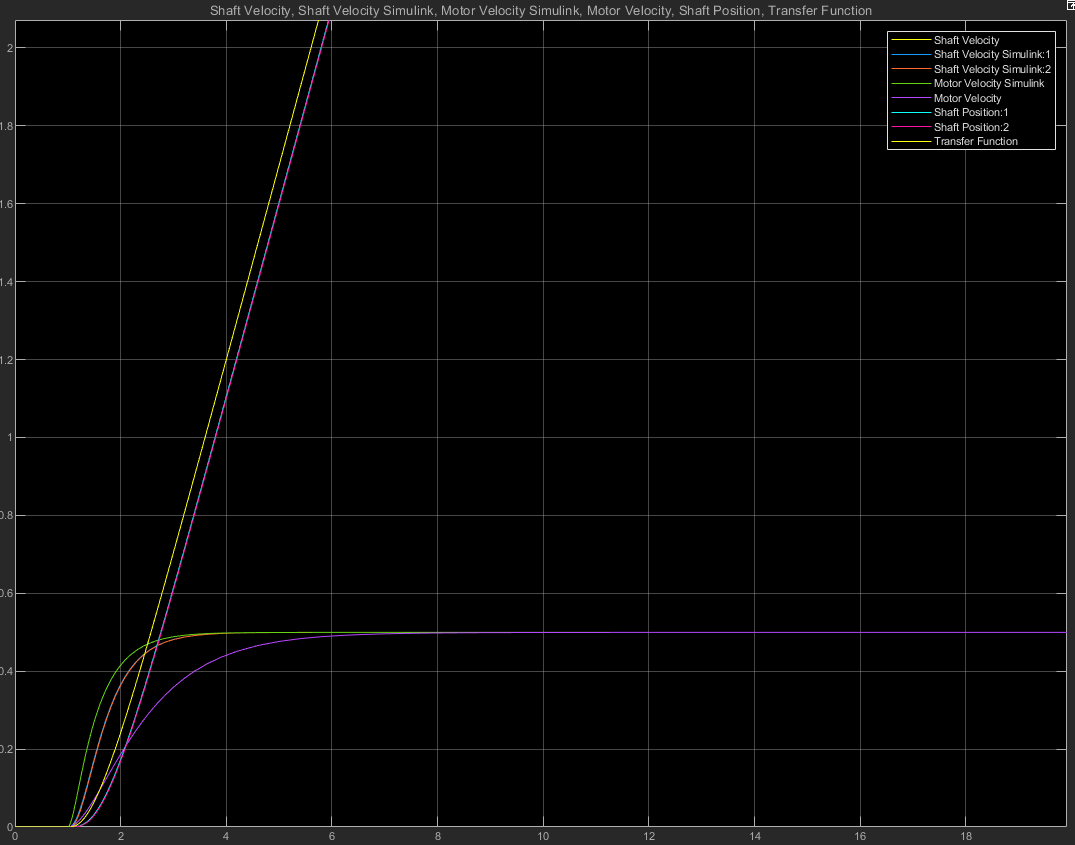 Shaft Velocity, Shaft Velocity Simulink, Motor Velocity Simulink, Motor Velocity, Shaft Position, Transfer Function
Shaft Velocity
Shaft Velocity Simulink:1
Shaft Velocity Simulink:2
Motor Velocity Simulink
Motor Velocity
Shaft Position:1
Shaft Position:2
Transfer Function
2
1.8
1.6
1.4
1.2
1
0.8
0.6
0.4
0.2
0
0 2 4 6 8 10 12 14 16 18